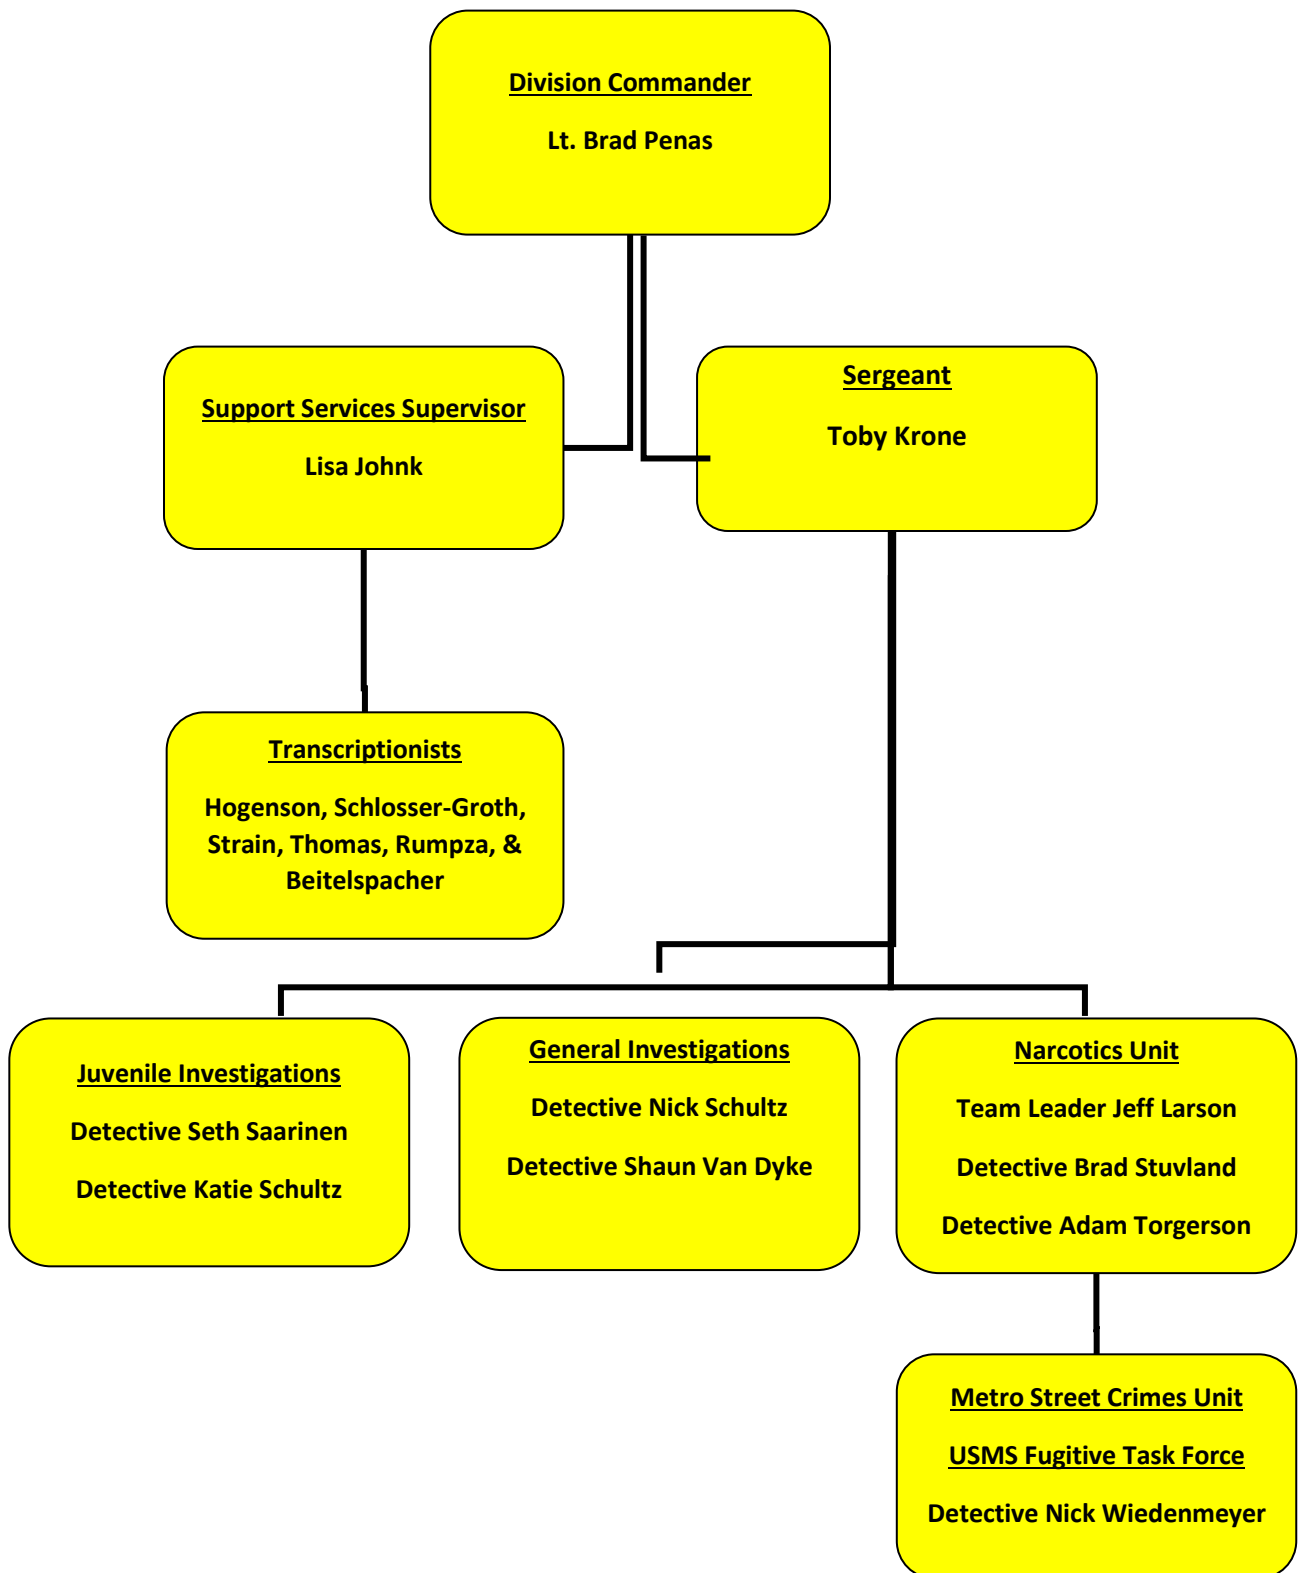 Division Commander
Lt. Brad Penas
Support Services Supervisor
Lisa Johnk
Sergeant
Toby Krone
Transcriptionists
Hogenson, Schlosser-Groth,
Strain, Thomas, Rumpza, &
Beitelspacher
Juvenile Investigations
Detective Seth Saarinen
Detective Katie Schultz
General Investigations
Detective Nick Schultz
Detective Shaun Van Dyke
Narcotics Unit
Team Leader Jeff Larson
Detective Brad Stuvland
Detective Adam Torgerson
Metro Street Crimes Unit
USMS Fugitive Task Force
Detective Nick Wiedenmeyer